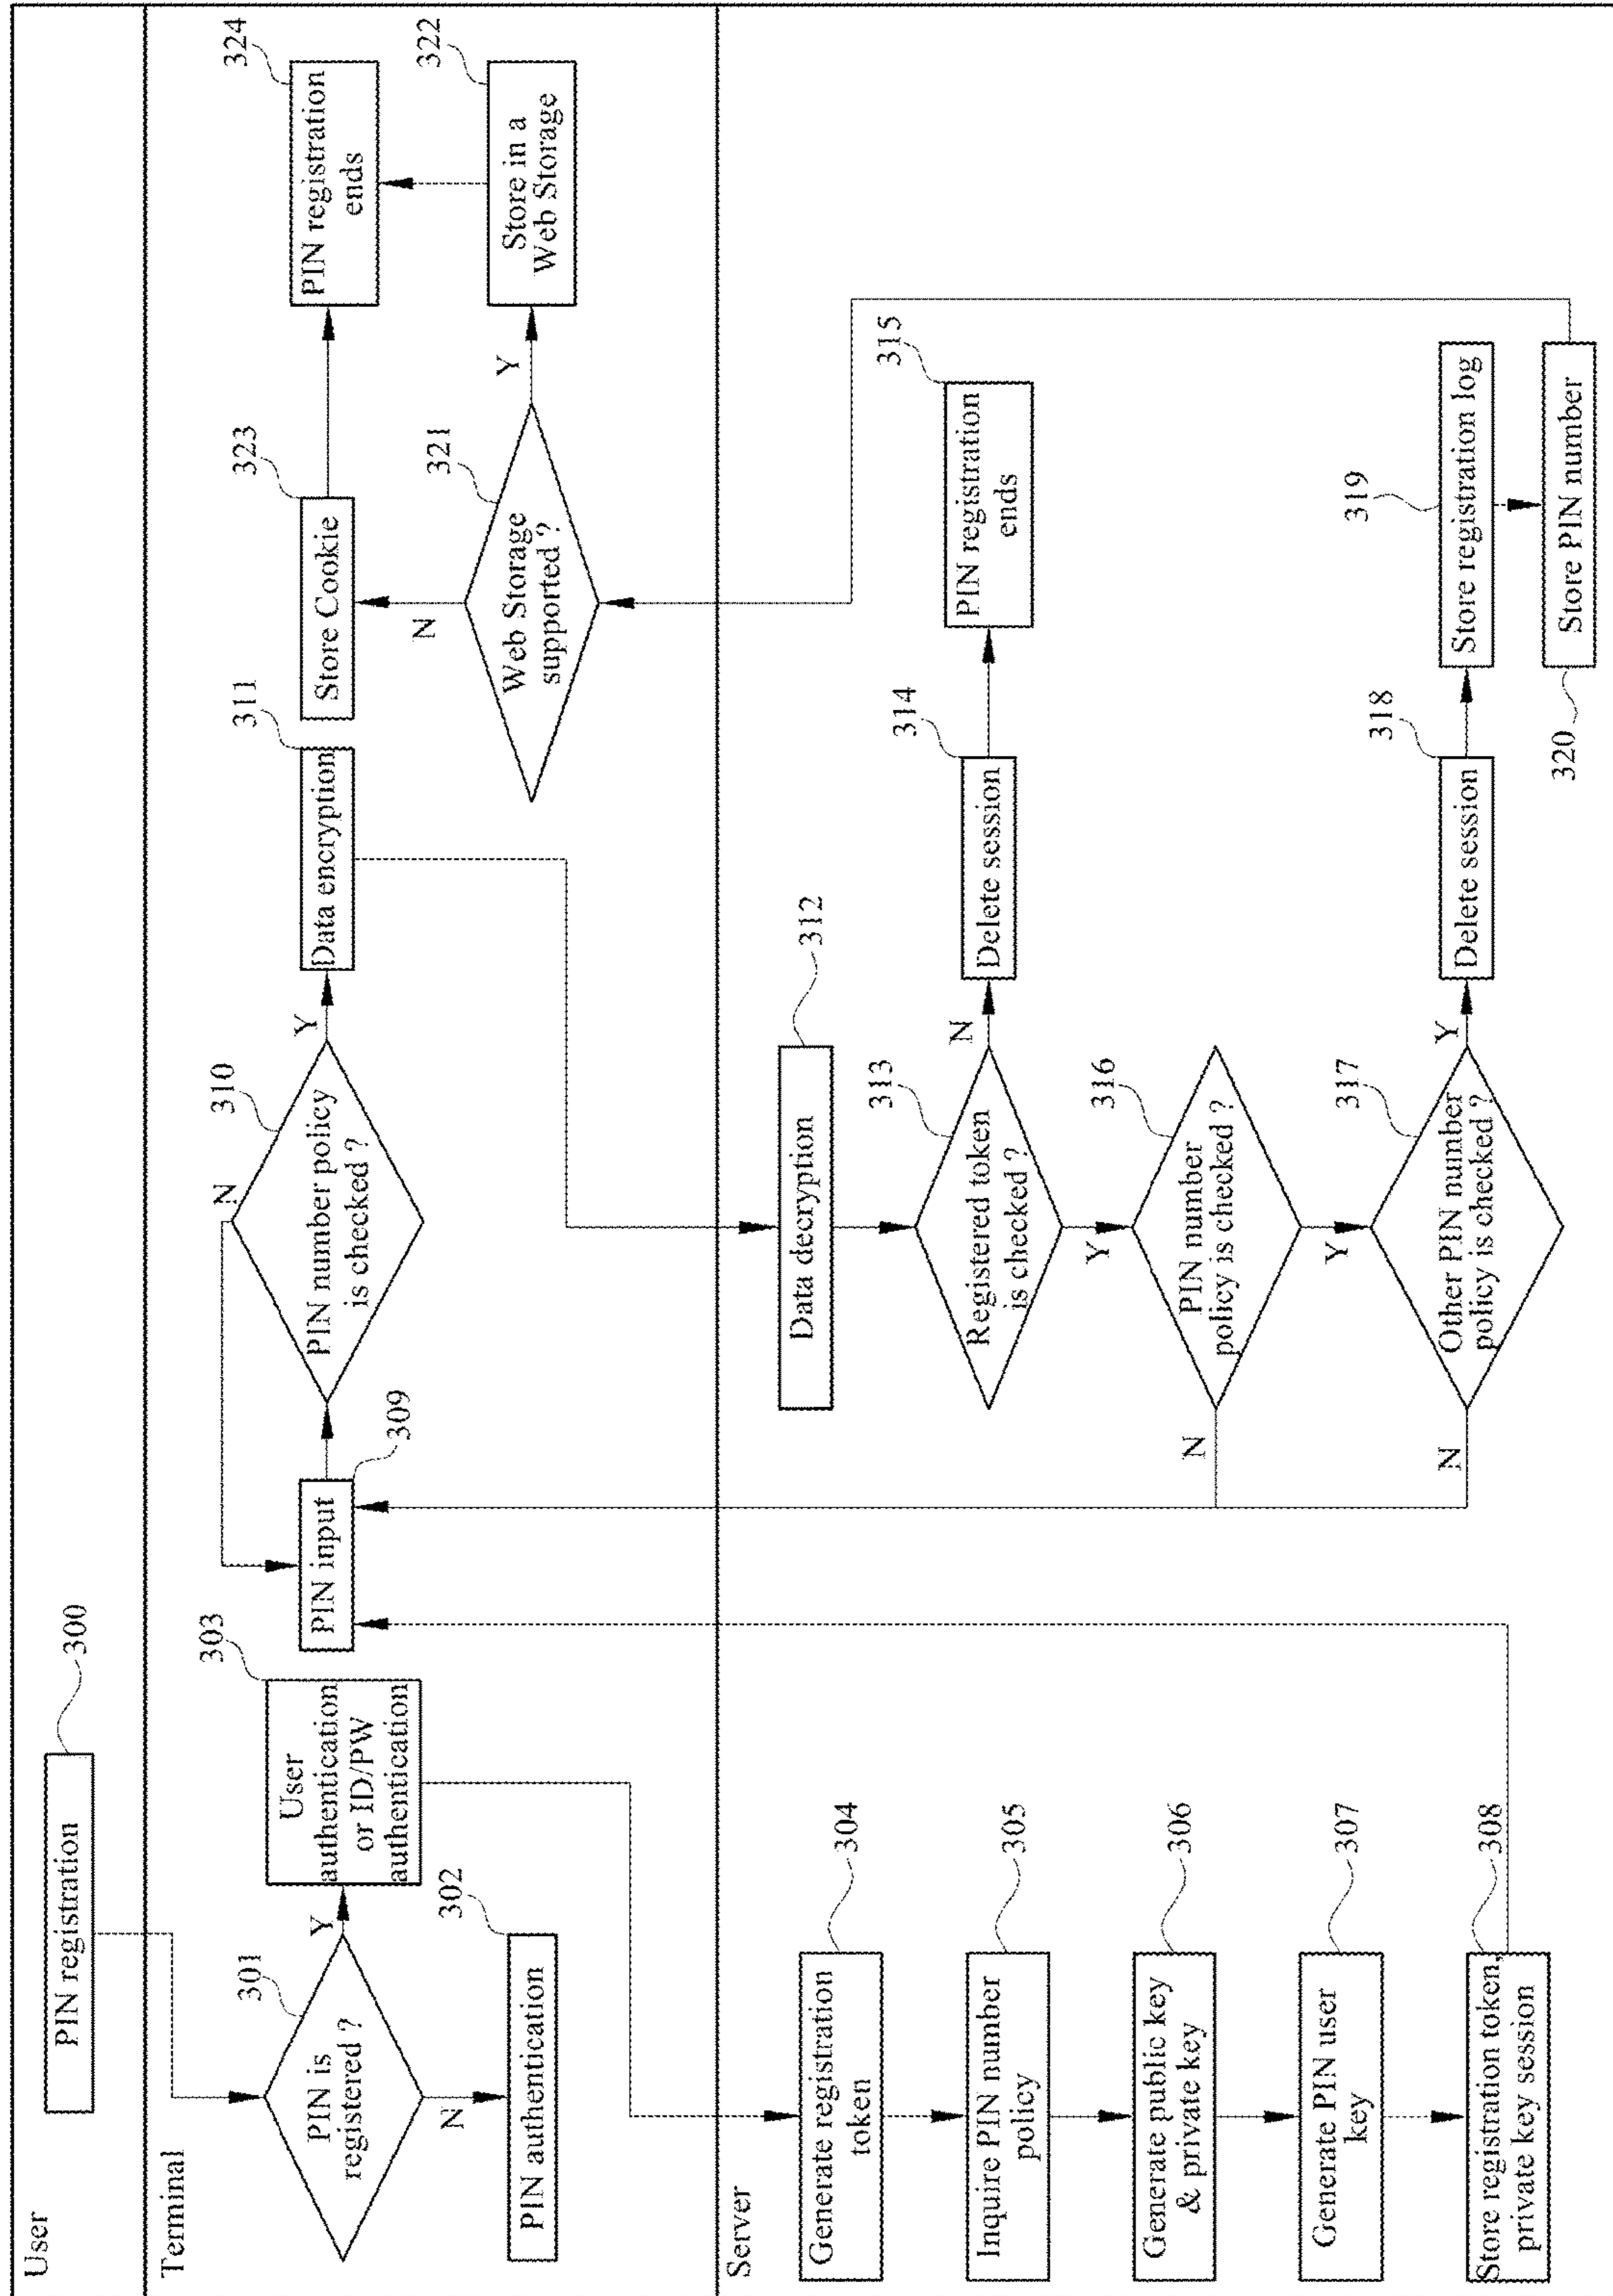 User
PIN registration
300
Terminal
PIN is
registered ?
301
Y
N
PIN authentication
302
User
authentication
or ID/PW
authentication
303
PIN input
309
PIN number policy
is checked ?
310
N
Y
Data encryption
311
Store Cookie
323
Web Storage
supported ?
321
N
Y
PIN registration
ends
324
Store in a
Web Storage
322
Server
Generate registration
token
304
Inquire PIN number
policy
305
Generate public key
& private key
306
Generate PIN user
key
307
Store registration token,
private key session
308
Data decryption
312
Registered token
is checked ?
313
N
Y
Delete session
314
PIN registration
ends
315
PIN number
policy is checked ?
316
N
Y
Other PIN number
policy is checked ?
317
N
Y
Delete session
318
Store registration log
319
Store PIN number
320